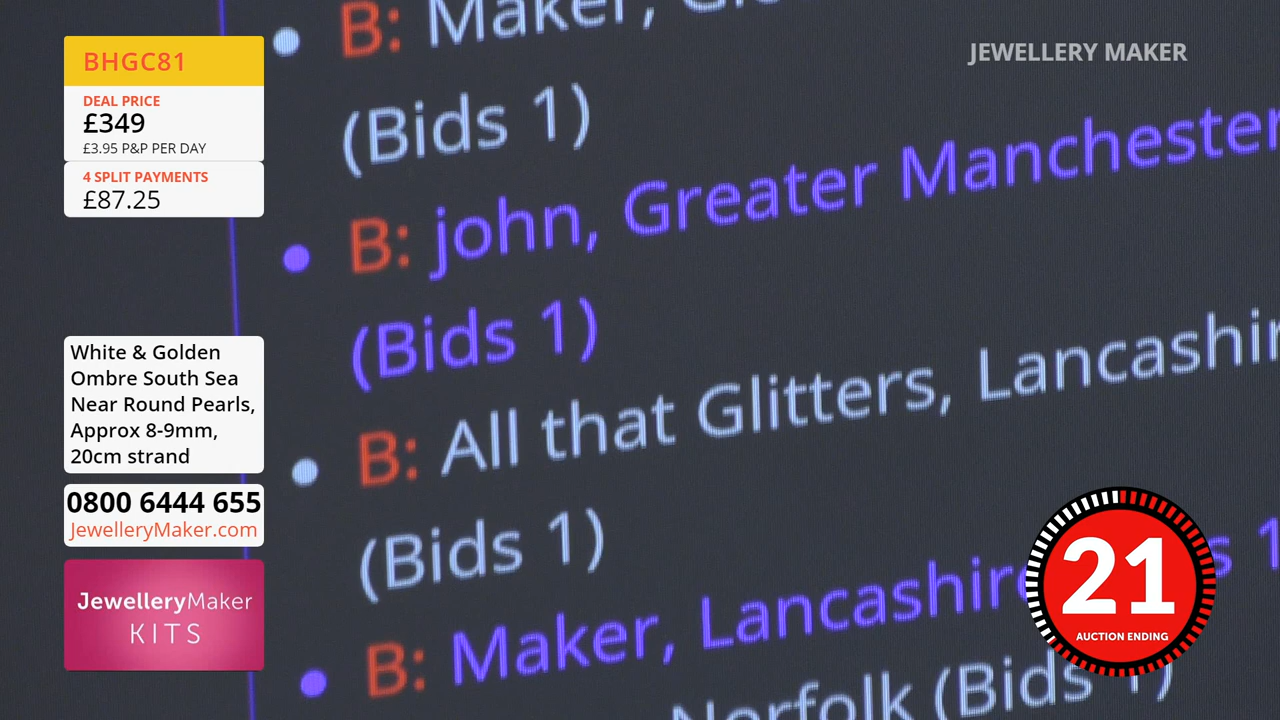 BHGC81
DEAL PRICE
£349
£3.95 P&P PER DAY
4 SPLIT PAYMENTS
£87.25
White & Golden
Ombre South Sea
Near Round Pearls,
Approx 8-9mm,
20cm strand
0800 6444 655
JewelleryMaker.com
JewelleryMaker
KITS
JEWELLERY MAKER
B: Maker,
(Bids 1)
B: john, Greater Manchester
(Bids 1)
B: All that Glitters,
(Bids 1)
B: Maker, Lancashire
Norfolk (Bids 1)
21
AUCTION ENDING